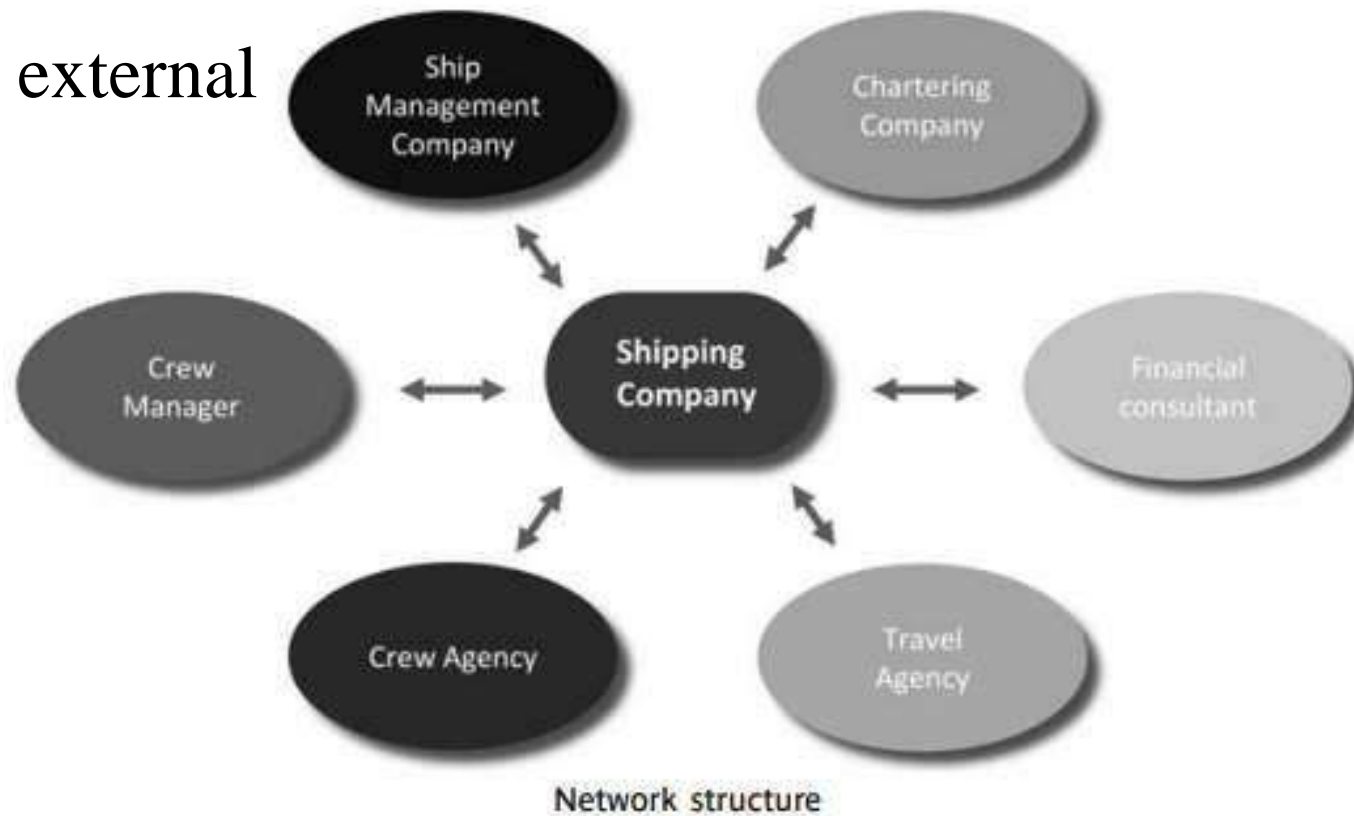 external
Ship
Management
Company
Chartering
Company
Crew
Manager
Shipping
Company
Financial
consultant
Crew Agency
Travel
Agency
Network structure